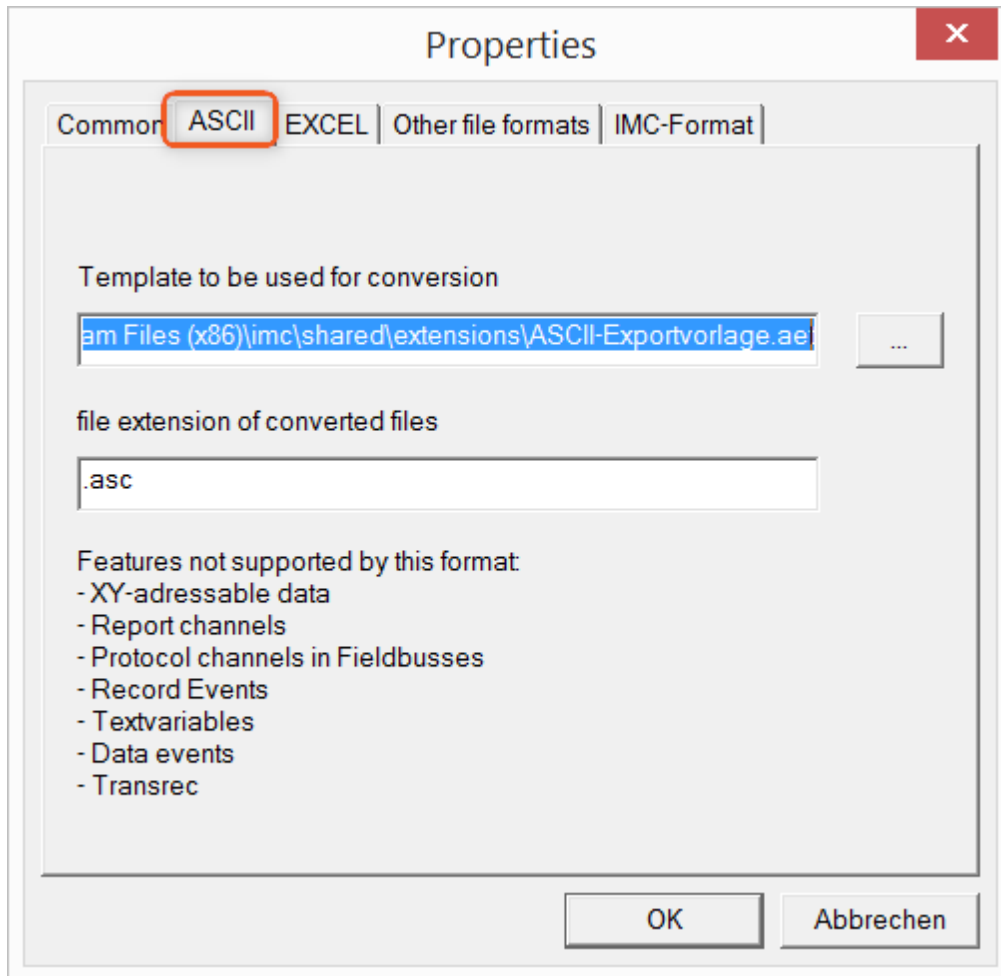 Properties
Common ASCII EXCEL Other file formats IMC-Format
Template to be used for conversion
am Files (x86)\imc\shared\extensions\ASCII-Exportvorlage.aet
...
file extension of converted files
.asc
Features not supported by this format:
- XY-adressable data
- Report channels
- Protocol channels in Fieldbusses
- Record Events
- Textvariables
- Data events
- Transrec
OK Abbrechen